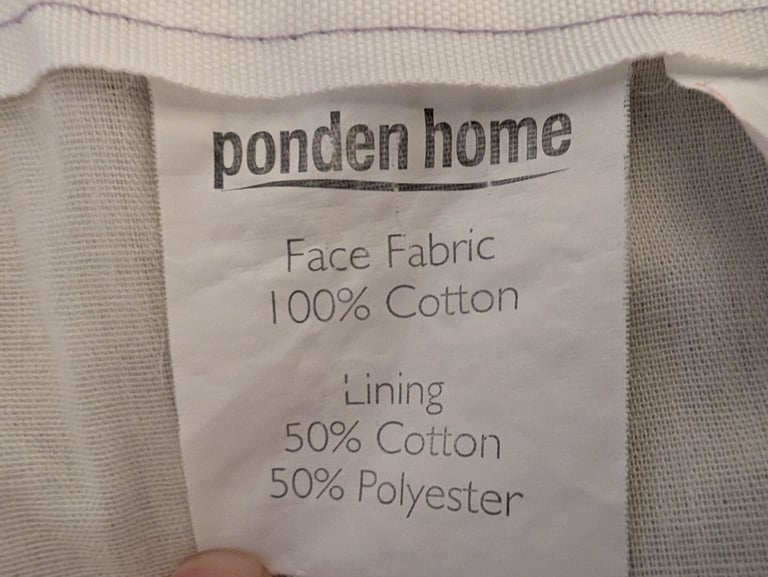 ponden home
Face Fabric
100% Cotton
Lining
50% Cotton
50% Polyester